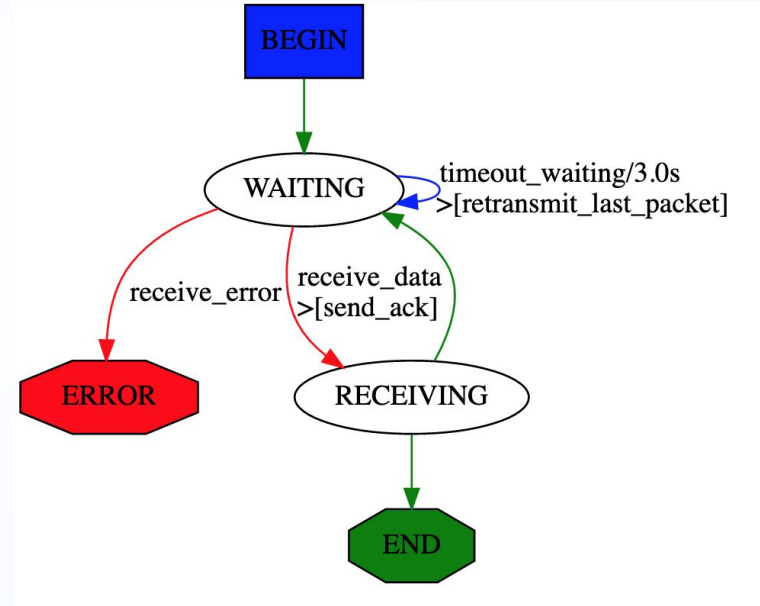 BEGIN
WAITING
timeout_waiting/3.0s
>[retransmit_last_packet]
receive_error
receive_data
>[send_ack]
ERROR
RECEIVING
END